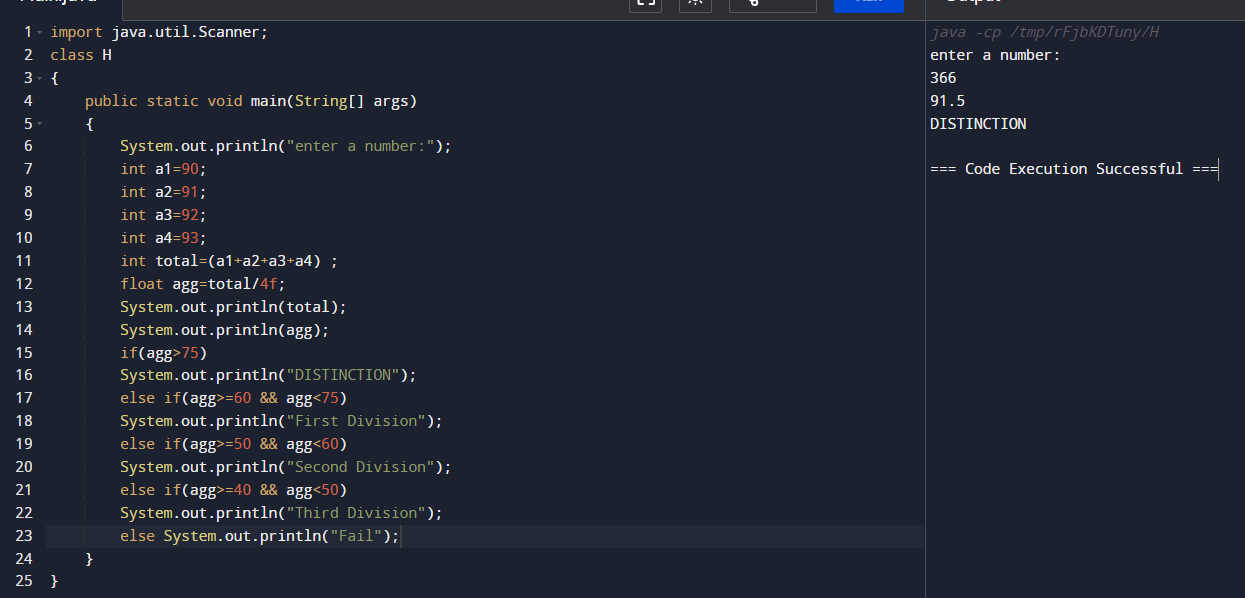 1 import java.util.Scanner;
2 class H
3 {
4 public static void main(String[] args)
5 {
6 System.out.println("enter a number:");
7 int a1=90;
8 int a2=91;
9 int a3=92;
10 int a4=93;
11 int total=(a1+a2+a3+a4) ;
12 float agg=total/4f;
13 System.out.println(total);
14 System.out.println(agg);
15 if(agg>75)
16 System.out.println("DISTINCTION");
17 else if(agg>=60 && agg<75)
18 System.out.println("First Division");
19 else if(agg>=50 && agg<60)
20 System.out.println("Second Division");
21 else if(agg>=40 && agg<50)
22 System.out.println("Third Division");
23 else System.out.println("Fail");
24 }
25 }
java -cp /tmp/rFjbKDTuny/H
enter a number:
366
91.5
DISTINCTION
=== Code Execution Successful ===